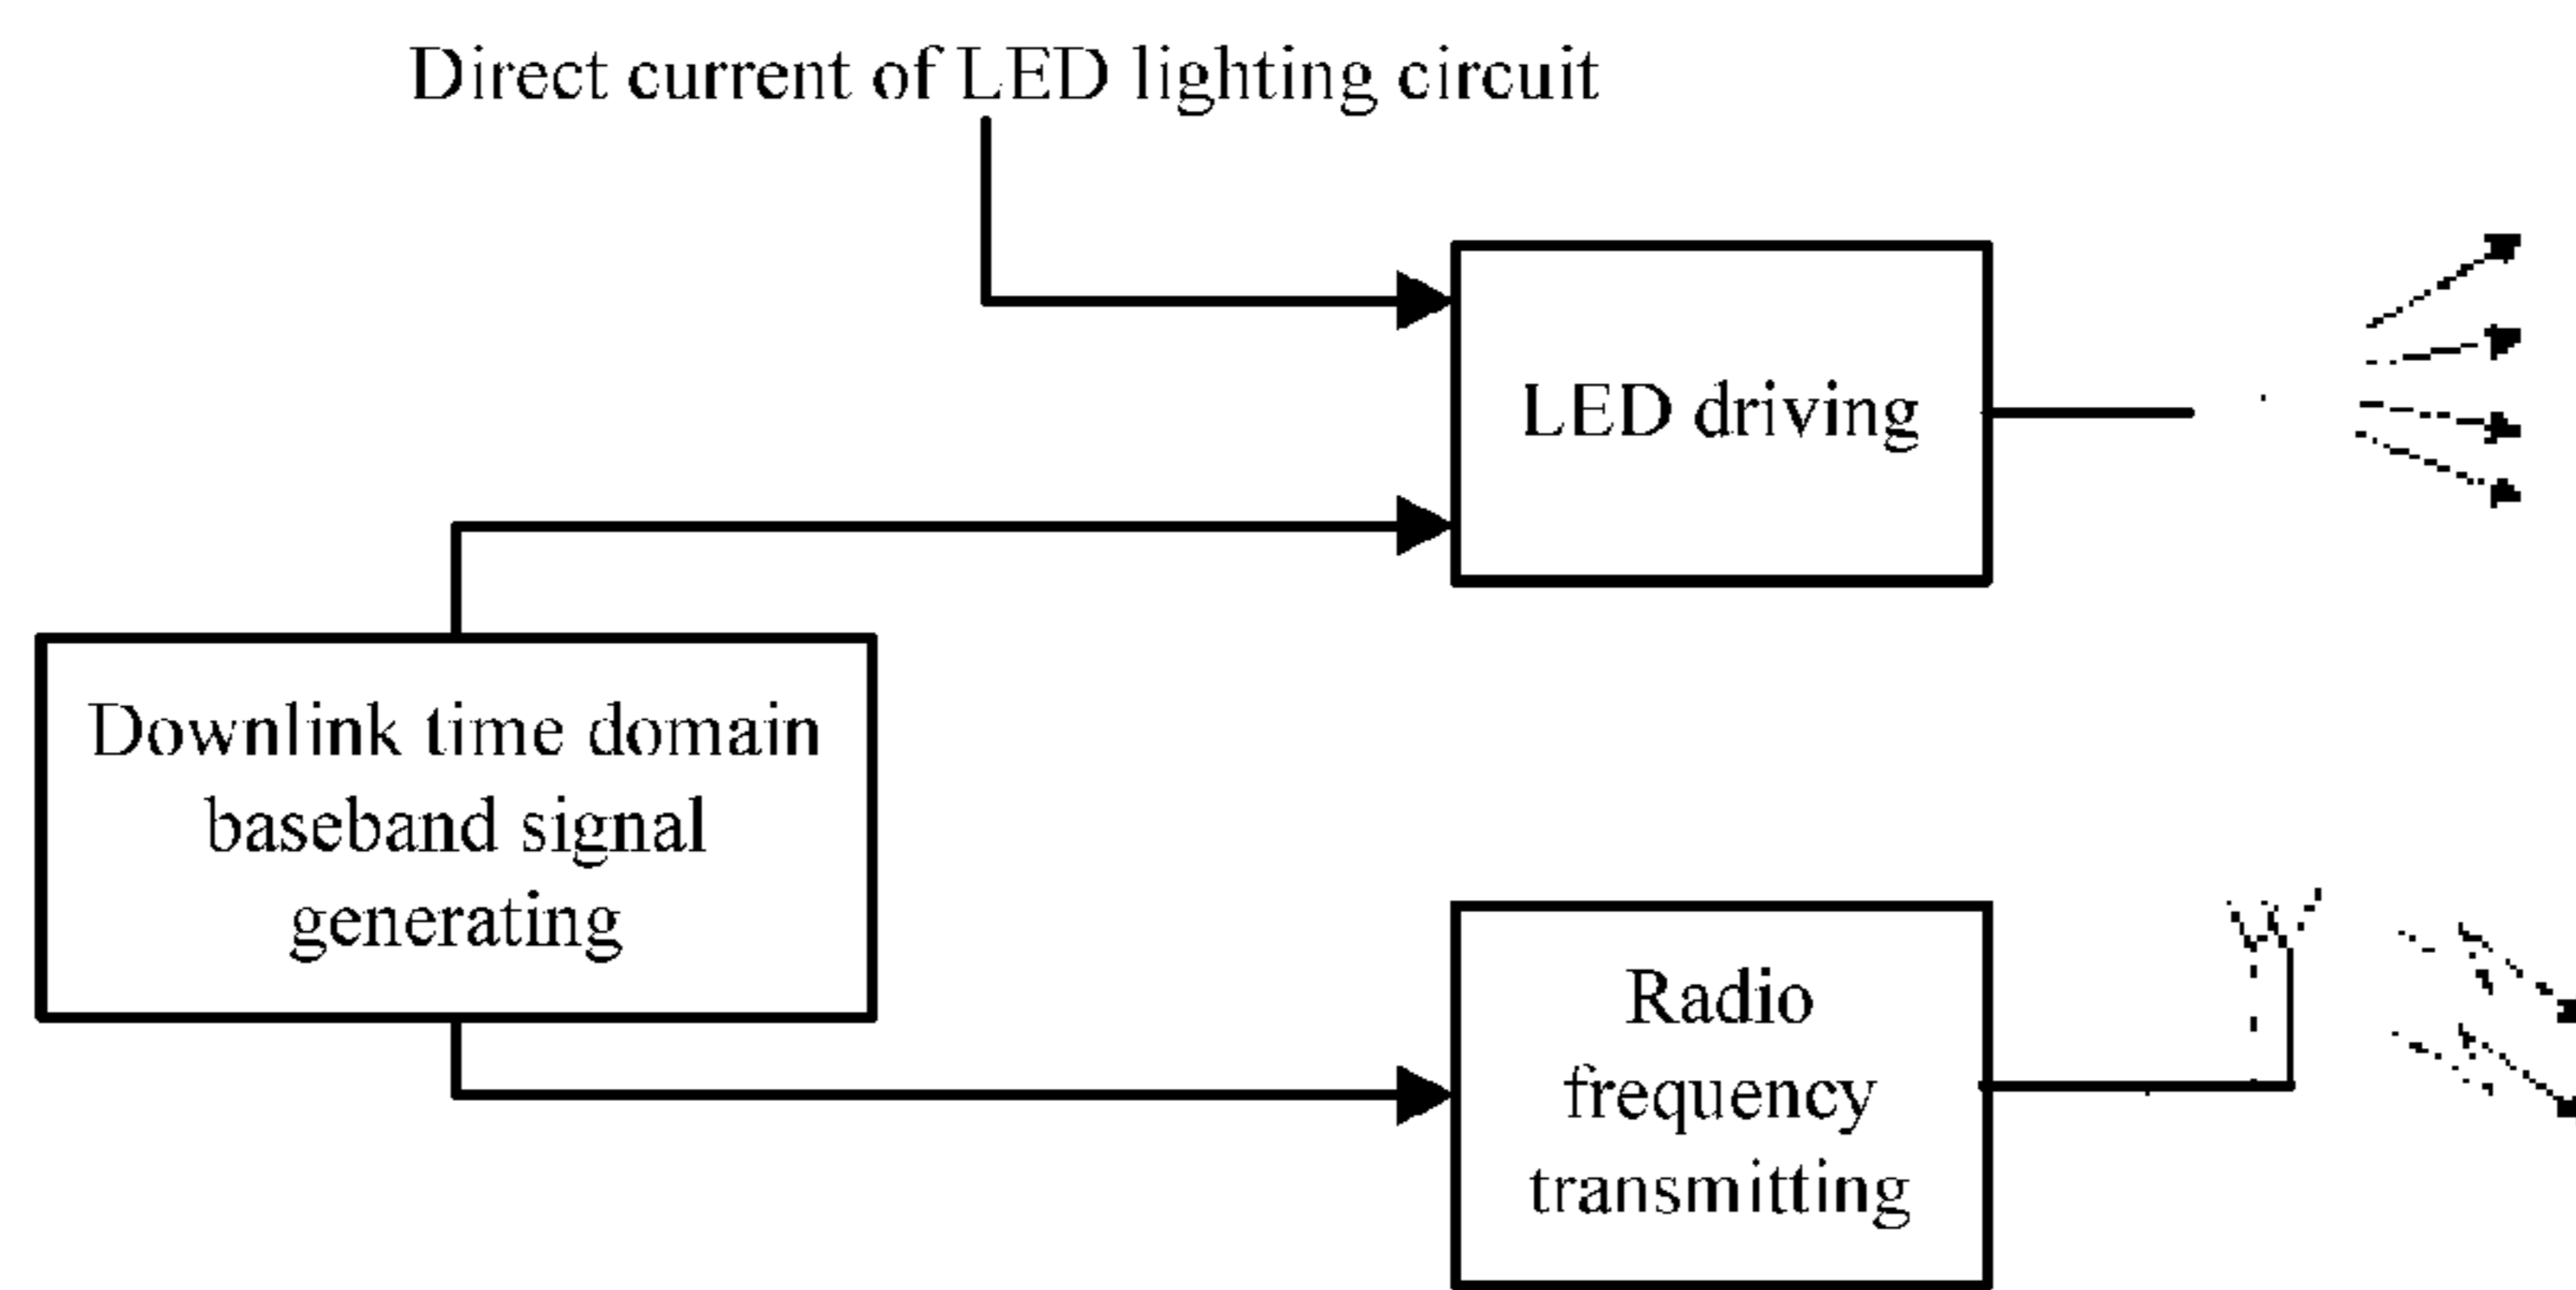 Direct current of LED lighting circuit
LED driving
Downlink time domain
baseband signal
generating
Radio
frequency
transmitting